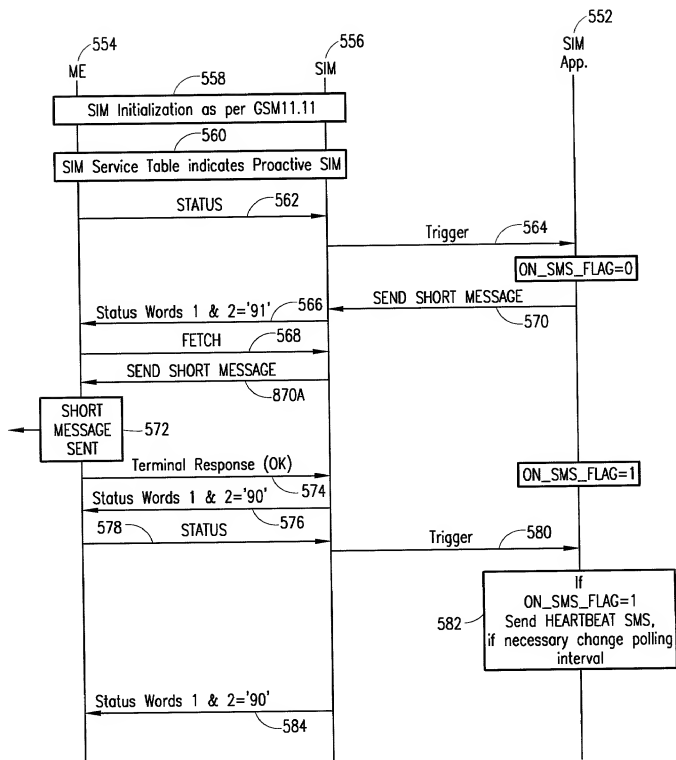 554
ME
556
SIM
552
SIM
App.
558
SIM Initialization as per GSM11.11
560
SIM Service Table indicates Proactive SIM
STATUS
562
Trigger
564
ON_SMS_FLAG=0
SEND SHORT MESSAGE
570
Status Words 1 & 2='91'
566
FETCH
568
SEND SHORT MESSAGE
870A
SHORT
MESSAGE
SENT
572
Terminal Response (OK)
574
ON_SMS_FLAG=1
Status Words 1 & 2='90'
576
578
STATUS
Trigger
580
If
ON_SMS_FLAG=1
Send HEARTBEAT SMS,
if necessary change polling
interval
582
Status Words 1 & 2='90'
584